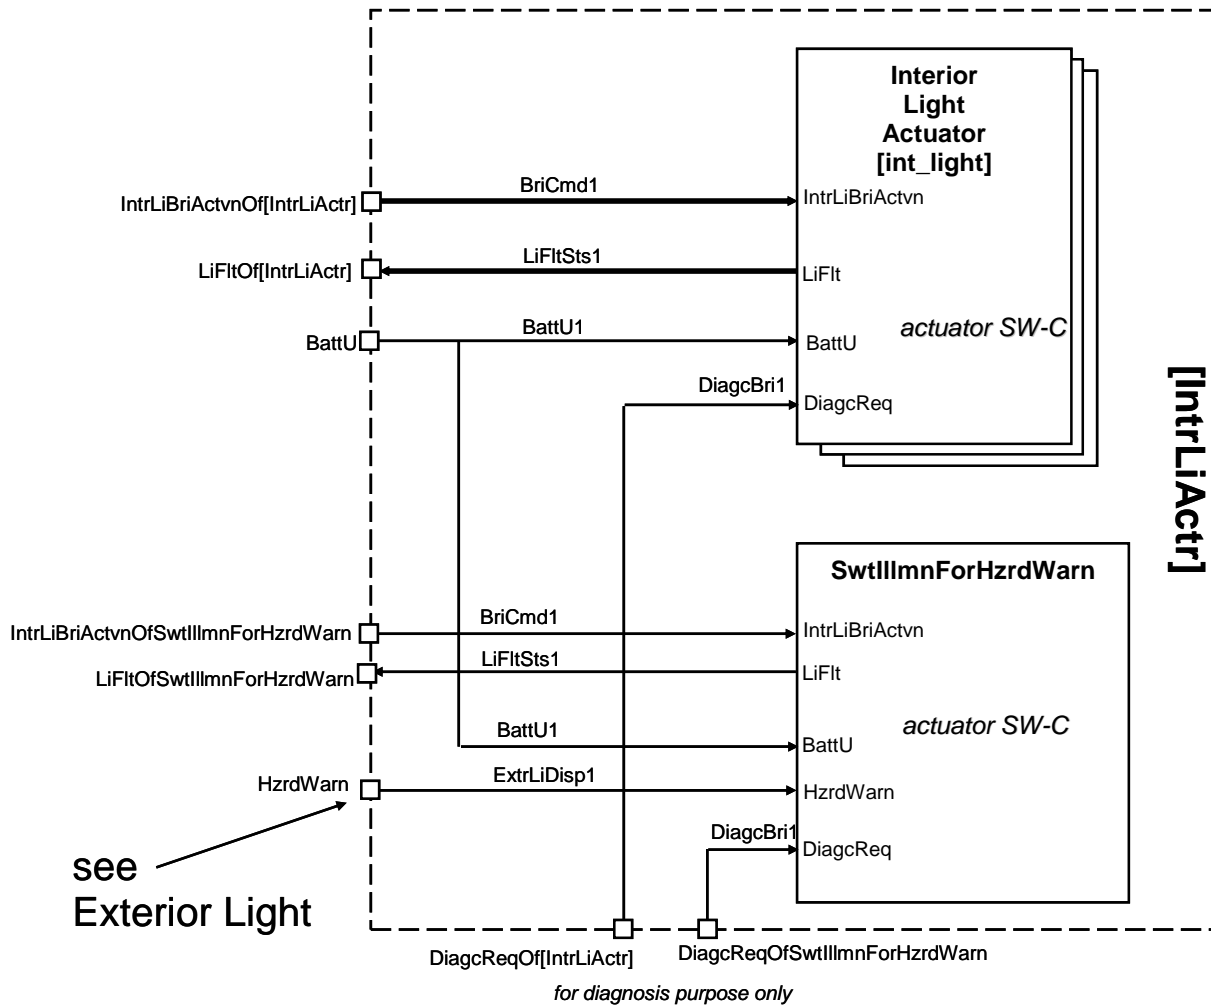 Interior
Light
Actuator
[int_light]
BriCmd1
IntrLiBriActvnOf[IntrLiActr]
IntrLiBriActvn
LiFltSts1
LiFltOf[IntrLiActr]
LiFlt
BattU1
actuator SW-C
BattU
BattU
DiagcBri1
DiagcReq
[IntrLiActr]
SwtIllmnForHzrdWarn
BriCmd1
IntrLiBriActvnOfSwtIllmnForHzrdWarn
IntrLiBriActvn
LiFltSts1
LiFltOfSwtIllmnForHzrdWarn
LiFlt
actuator SW-C
BattU1
BattU
ExtrLiDisp1
HzrdWarn
HzrdWarn
DiagcBri1
DiagcReq
see
Exterior Light
DiagcReqOf[IntrLiActr]
DiagcReqOfSwtIllmnForHzrdWarn
for diagnosis purpose only